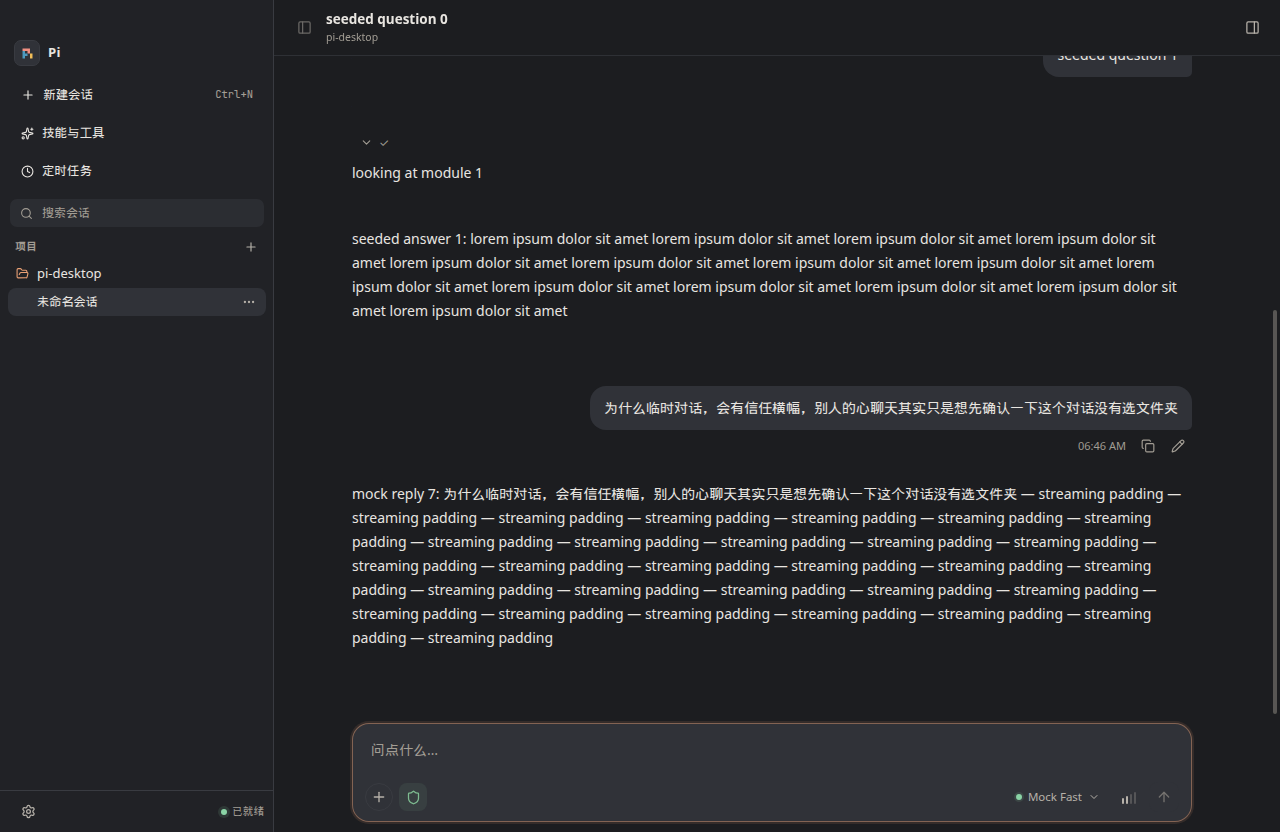 seeded question 0
pi-desktop
Pi
新建会话 Ctrl+N
技能与工具
定时任务
搜索会话
项目
pi-desktop
未命名会话
已就绪
seeded question 1
looking at module 1
seeded answer 1: lorem ipsum dolor sit amet lorem ipsum dolor sit amet lorem ipsum dolor sit amet lorem ipsum dolor sit
amet lorem ipsum dolor sit amet lorem ipsum dolor sit amet lorem ipsum dolor sit amet lorem ipsum dolor sit amet lorem
ipsum dolor sit amet lorem ipsum dolor sit amet lorem ipsum dolor sit amet lorem ipsum dolor sit amet lorem ipsum dolor sit
amet lorem ipsum dolor sit amet
为什么临时对话，会有信任横幅，别人的心聊天其实只是想先确认一下这个对话没有选文件夹
06:46 AM
mock reply 7: 为什么临时对话，会有信任横幅，别人的心聊天其实只是想先确认一下这个对话没有选文件夹 — streaming padding —
streaming padding — streaming padding — streaming padding — streaming padding — streaming padding — streaming
padding — streaming padding — streaming padding — streaming padding — streaming padding — streaming padding —
streaming padding — streaming padding — streaming padding — streaming padding — streaming padding — streaming
padding — streaming padding — streaming padding — streaming padding — streaming padding — streaming padding —
streaming padding — streaming padding — streaming padding — streaming padding — streaming padding — streaming
padding — streaming padding
问点什么...
Mock Fast